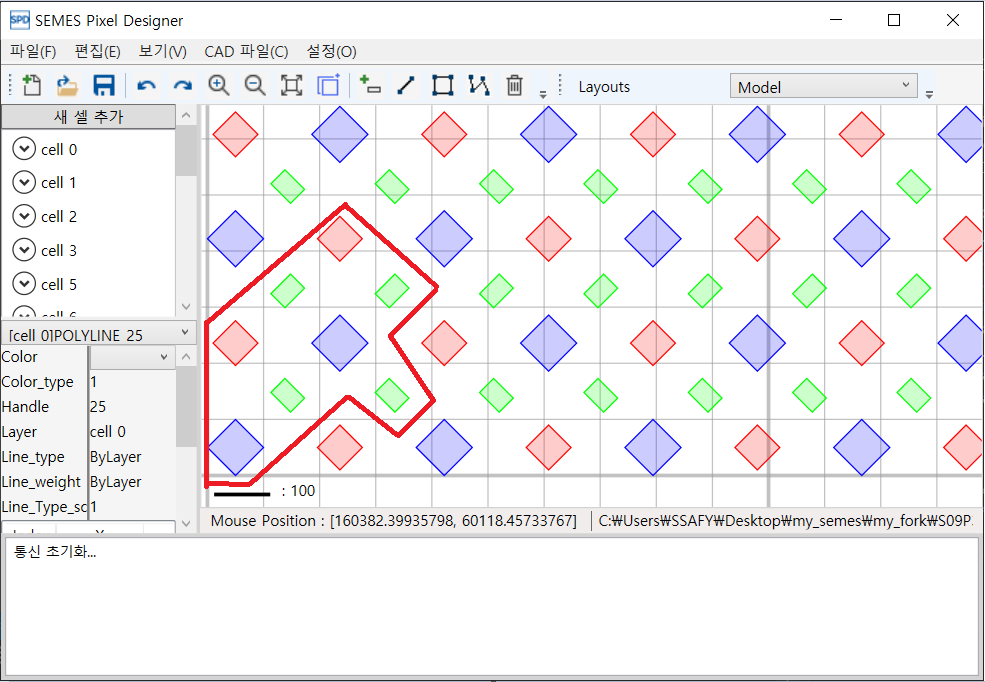 SPD SEMES Pixel Designer
파일(F) 편집(E) 보기(V) CAD 파일(C) 설정(O)
Layouts Model
새 셀 추가
cell 0
cell 1
cell 2
cell 3
cell 5
cell 6
[cell 0]POLYLINE 25
Color
Color_type 1
Handle 25
Layer cell 0
Line_type ByLayer
Line_weight ByLayer
Line_Type_sc 1
: 100
Mouse Position : [160382.39935798, 60118.45733767] C:₩Users₩SSAFY₩Desktop₩my_semes₩my_fork₩S09P
통신 초기화...